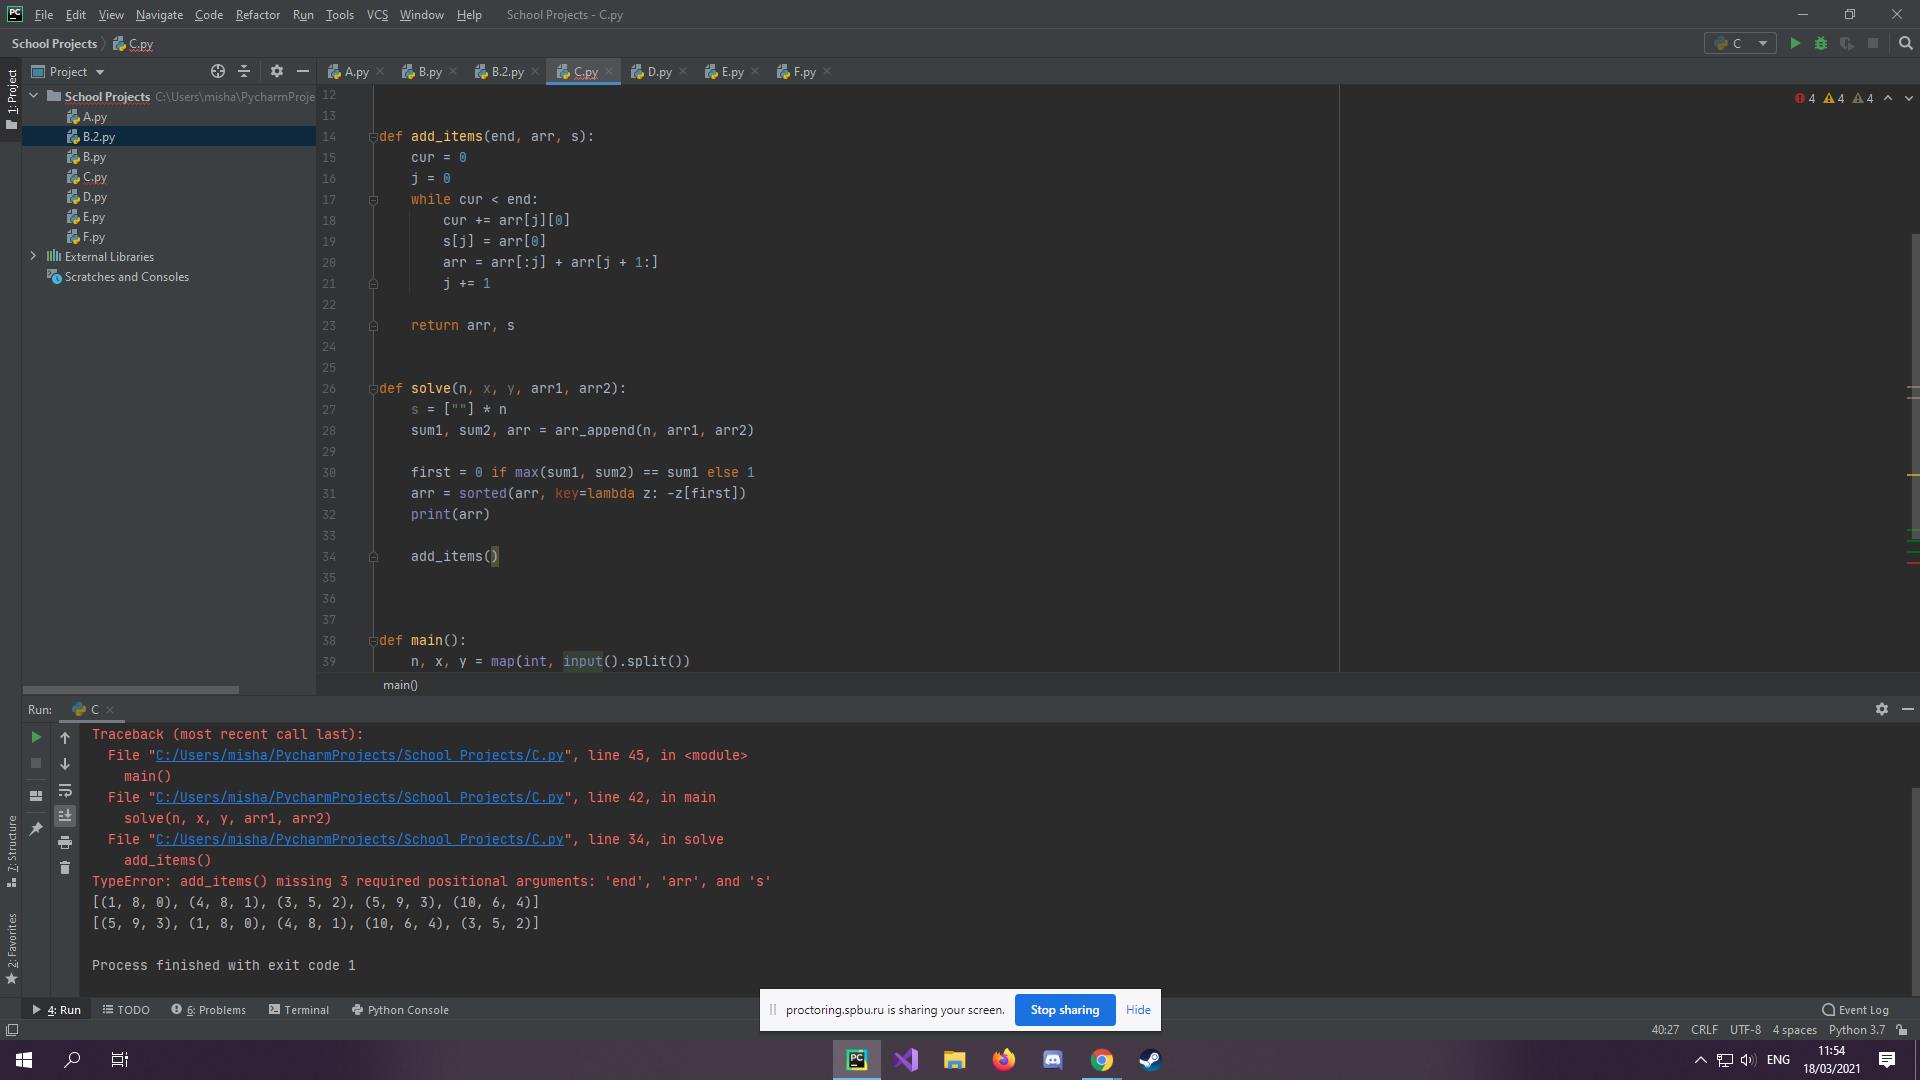 PC File Edit View Navigate Code Refactor Run Tools VCS Window Help School Projects - C.py
School Projects C.py
C
Project
A.py B.py B.2.py C.py D.py E.py F.py
1: Project
School Projects C:\Users\misha\PycharmProje
A.py
B.2.py
B.py
C.py
D.py
E.py
F.py
External Libraries
Scratches and Consoles
4 4 4
12
13
14 def add_items(end, arr, s):
15 cur = 0
16 j = 0
17 while cur < end:
18 cur += arr[j][0]
19 s[j] = arr[0]
20 arr = arr[:j] + arr[j + 1:]
21 j += 1
22
23 return arr, s
24
25
26 def solve(n, x, y, arr1, arr2):
27 s = [""] * n
28 sum1, sum2, arr = arr_append(n, arr1, arr2)
29
30 first = 0 if max(sum1, sum2) == sum1 else 1
31 arr = sorted(arr, key=lambda z: -z[first])
32 print(arr)
33
34 add_items()
35
36
37
38 def main():
39 n, x, y = map(int, input().split())
main()
Run: C
Traceback (most recent call last):
File "C:/Users/misha/PycharmProjects/School Projects/C.py", line 45, in <module>
main()
File "C:/Users/misha/PycharmProjects/School Projects/C.py", line 42, in main
solve(n, x, y, arr1, arr2)
File "C:/Users/misha/PycharmProjects/School Projects/C.py", line 34, in solve
add_items()
TypeError: add_items() missing 3 required positional arguments: 'end', 'arr', and 's'
[(1, 8, 0), (4, 8, 1), (3, 5, 2), (5, 9, 3), (10, 6, 4)]
[(5, 9, 3), (1, 8, 0), (4, 8, 1), (10, 6, 4), (3, 5, 2)]
Process finished with exit code 1
7: Structure
2: Favorites
4: Run TODO 6: Problems Terminal Python Console
proctoring.spbu.ru is sharing your screen. Stop sharing Hide
Event Log
40:27 CRLF UTF-8 4 spaces Python 3.7
PC
ENG
11:54
18/03/2021